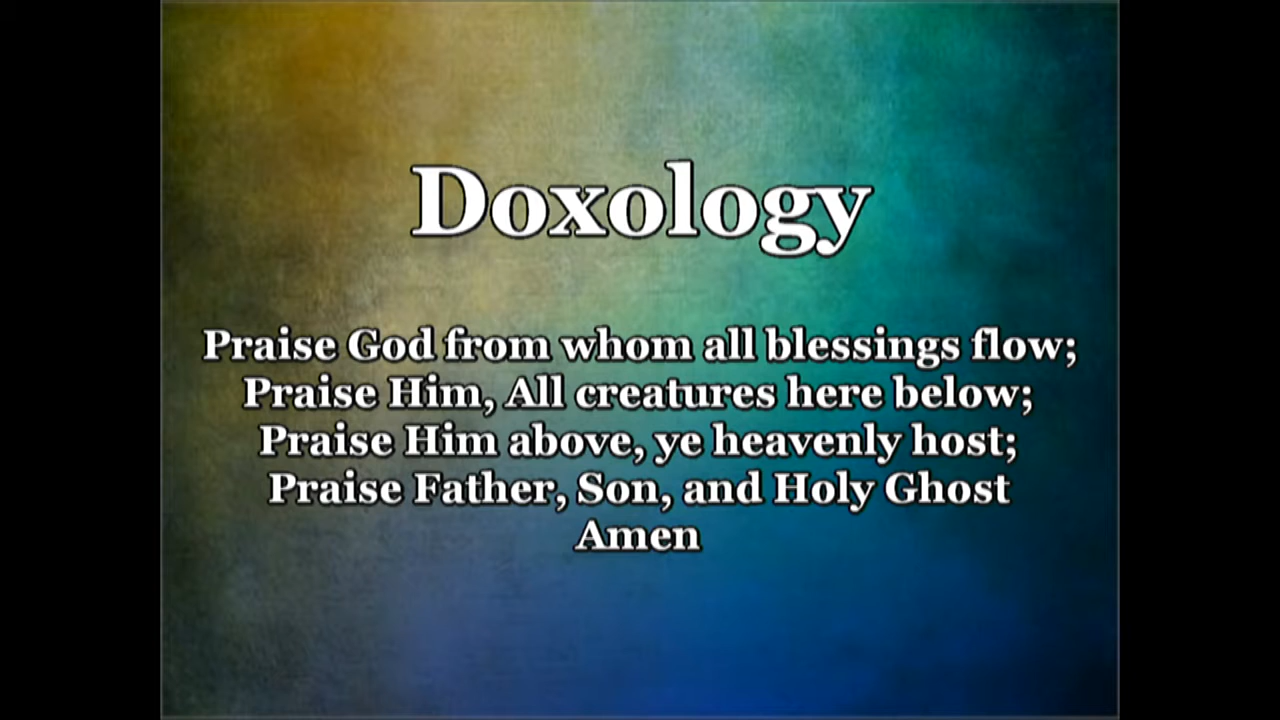 Doxology
Praise God from whom all blessings flow;
Praise Him, All creatures here below;
Praise Him above, ye heavenly host;
Praise Father, Son, and Holy Ghost
Amen